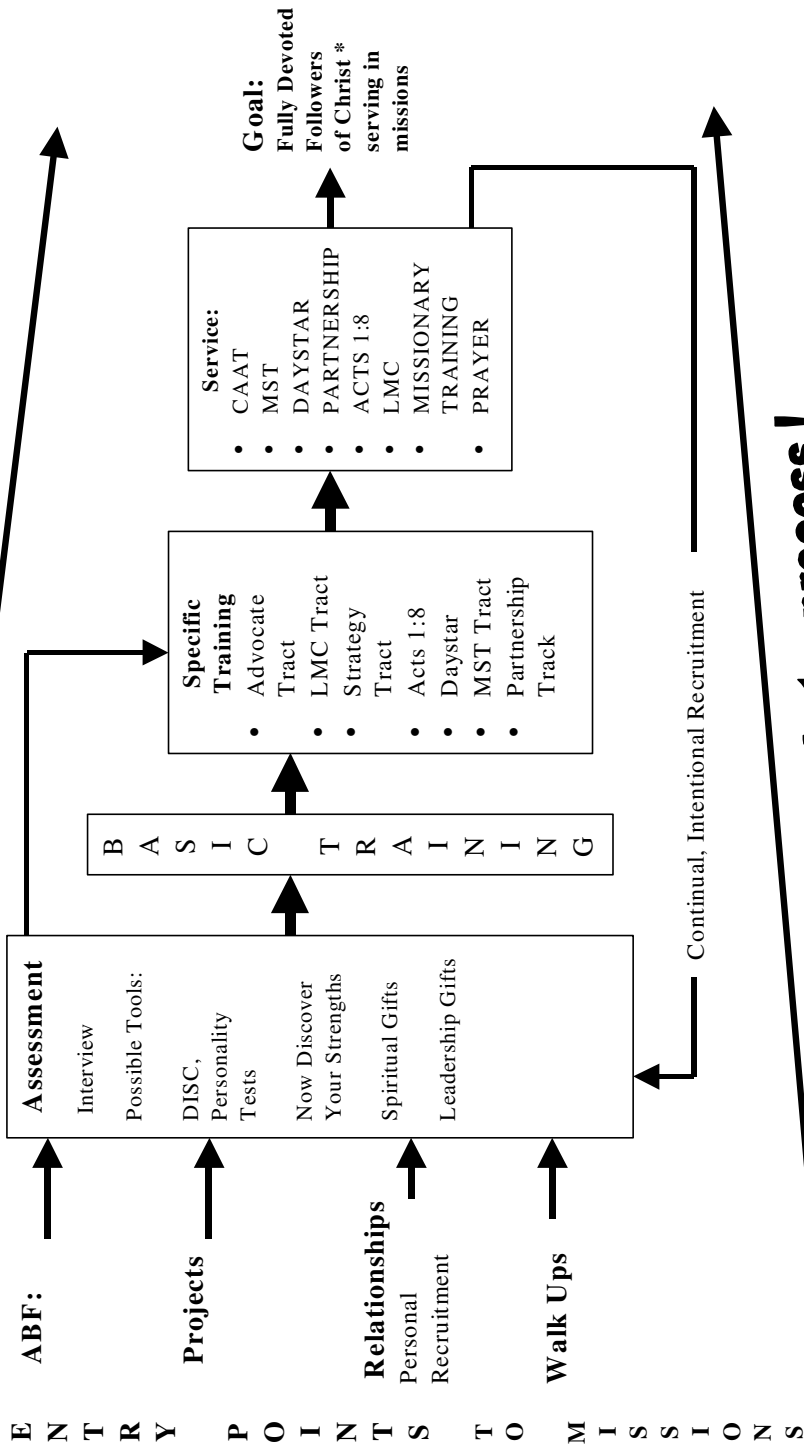 ENTRY POINTS TO MISSIONS
ABF:
Projects
Relationships
Personal
Recruitment
Walk Ups
Assessment
Interview
Possible Tools:
DISC,
Personality
Tests
Now Discover
Your Strengths
Spiritual Gifts
Leadership Gifts
BASIC TRAINING
Specific
Training
• Advocate
Tract
• LMC Tract
• Strategy
Tract
• Acts 1:8
• Daystar
• MST Tract
• Partnership
Track
Service:
• CAAT
• MST
• DAYSTAR
• PARTNERSHIP
• ACTS 1:8
• LMC
• MISSIONARY
TRAINING
• PRAYER
Goal:
Fully Devoted
Followers
of Christ *
serving in
missions
Continual, Intentional Recruitment
process!